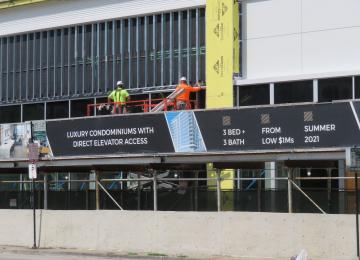 LUXURY CONDOMINIUMS WITH
DIRECT ELEVATOR ACCESS
3 BED +
3 BATH
FROM
LOW $1Ms
SUMMER
2021